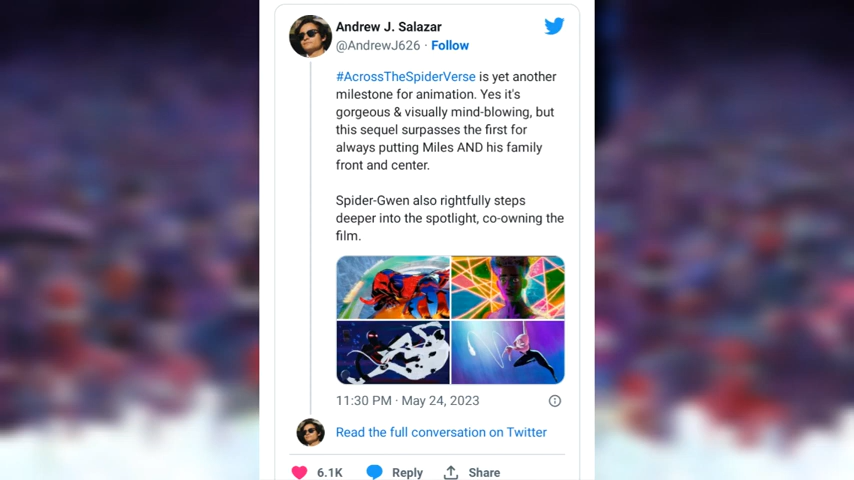 Andrew J. Salazar
@AndrewJ626 · Follow
#AcrossTheSpiderVerse is yet another
milestone for animation. Yes it's
gorgeous & visually mind-blowing, but
this sequel surpasses the first for
always putting Miles AND his family
front and center.
Spider-Gwen also rightfully steps
deeper into the spotlight, co-owning the
film.
11:30 PM · May 24, 2023
Read the full conversation on Twitter
6.1K Reply Share